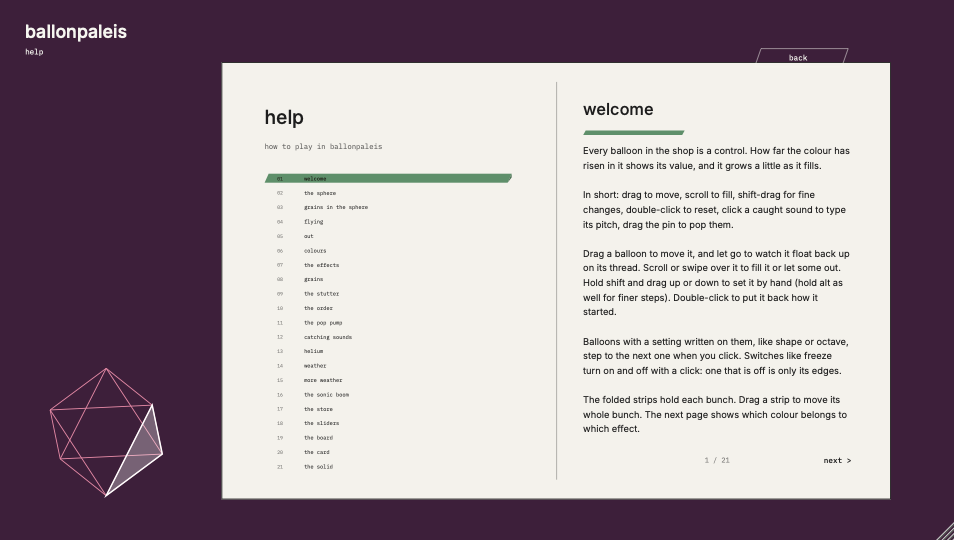 ballonpaleis
help
back
help
how to play in ballonpaleis
01 welcome
02 the sphere
03 grains in the sphere
04 flying
05 out
06 colours
07 the effects
08 grains
09 the stutter
10 the order
11 the pop pump
12 catching sounds
13 helium
14 weather
15 more weather
16 the sonic boom
17 the store
18 the sliders
19 the board
20 the card
21 the solid
welcome
Every balloon in the shop is a control. How far the colour has
risen in it shows its value, and it grows a little as it fills.
In short: drag to move, scroll to fill, shift-drag for fine
changes, double-click to reset, click a caught sound to type
its pitch, drag the pin to pop them.
Drag a balloon to move it, and let go to watch it float back up
on its thread. Scroll or swipe over it to fill it or let some out.
Hold shift and drag up or down to set it by hand (hold alt as
well for finer steps). Double-click to put it back how it
started.
Balloons with a setting written on them, like shape or octave,
step to the next one when you click. Switches like freeze
turn on and off with a click: one that is off is only its edges.
The folded strips hold each bunch. Drag a strip to move its
whole bunch. The next page shows which colour belongs to
which effect.
1 / 21
next >